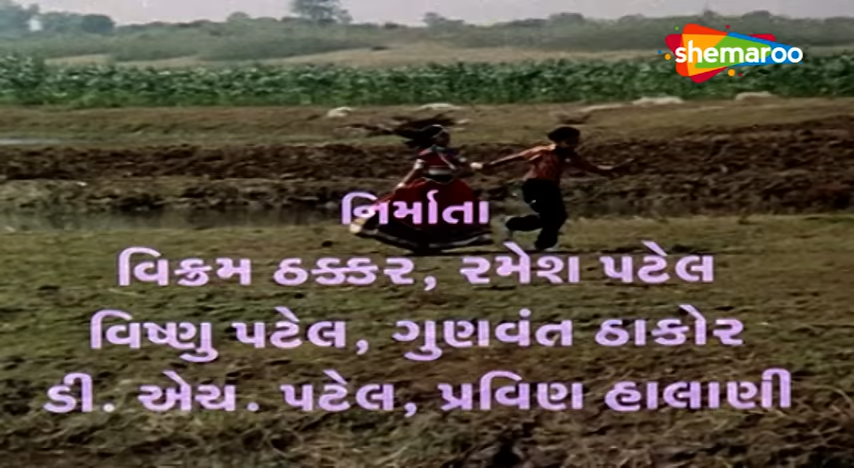 shemaroo
નિર્માતા
વિક્રમ ઠક્કર, રમેશ પટેલ
વિષ્ણુ પટેલ, ગુણવંત ઠાકોર
ડી. એચ. પટેલ, પ્રવિણ હાલાણી